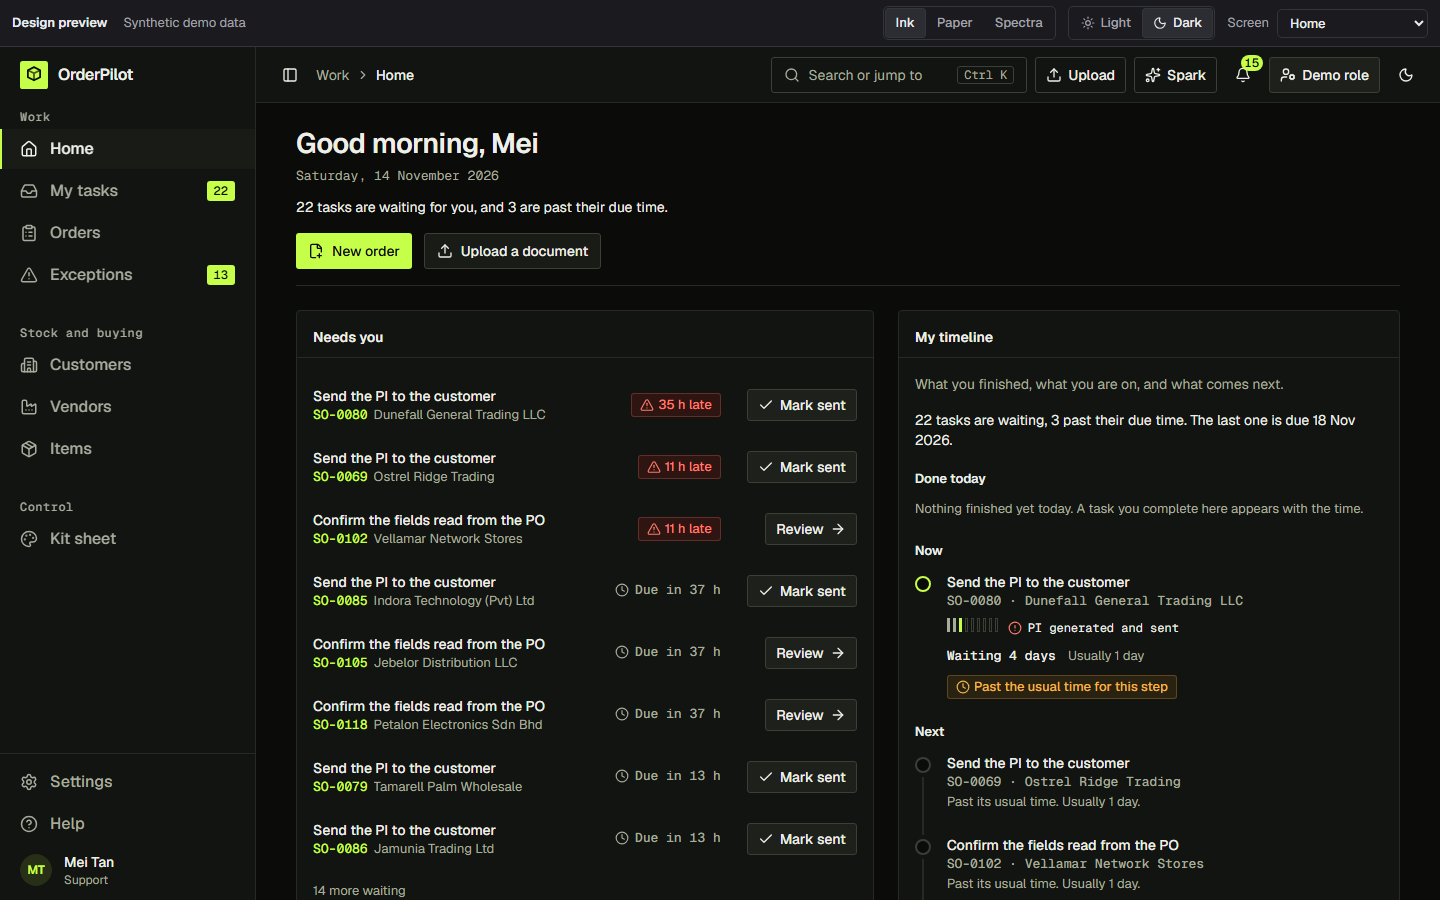 Design preview
Synthetic demo data
Ink
Paper
Spectra
Light
Dark
Screen
Home
OrderPilot
Work
Home
My tasks
22
Orders
Exceptions
13
Stock and buying
Customers
Vendors
Items
Control
Kit sheet
Settings
Help
MT
Mei Tan
Support
Work
Home
Search or jump to
Ctrl K
Upload
Spark
15
Demo role
Good morning, Mei
Saturday, 14 November 2026
22 tasks are waiting for you, and 3 are past their due time.
New order
Upload a document
Needs you
Send the PI to the customer
SO-0080 Dunefall General Trading LLC
35 h late
Mark sent
Send the PI to the customer
SO-0069 Ostrel Ridge Trading
11 h late
Mark sent
Confirm the fields read from the PO
SO-0102 Vellamar Network Stores
11 h late
Review
Send the PI to the customer
SO-0085 Indora Technology (Pvt) Ltd
Due in 37 h
Mark sent
Confirm the fields read from the PO
SO-0105 Jebelor Distribution LLC
Due in 37 h
Review
Confirm the fields read from the PO
SO-0118 Petalon Electronics Sdn Bhd
Due in 37 h
Review
Send the PI to the customer
SO-0079 Tamarell Palm Wholesale
Due in 13 h
Mark sent
Send the PI to the customer
SO-0086 Jamunia Trading Ltd
Due in 13 h
Mark sent
14 more waiting
My timeline
What you finished, what you are on, and what comes next.
22 tasks are waiting, 3 past their due time. The last one is due 18 Nov
2026.
Done today
Nothing finished yet today. A task you complete here appears with the time.
Now
Send the PI to the customer
SO-0080 · Dunefall General Trading LLC
PI generated and sent
Waiting 4 days Usually 1 day
Past the usual time for this step
Next
Send the PI to the customer
SO-0069 · Ostrel Ridge Trading
Past its usual time. Usually 1 day.
Confirm the fields read from the PO
SO-0102 · Vellamar Network Stores
Past its usual time. Usually 1 day.